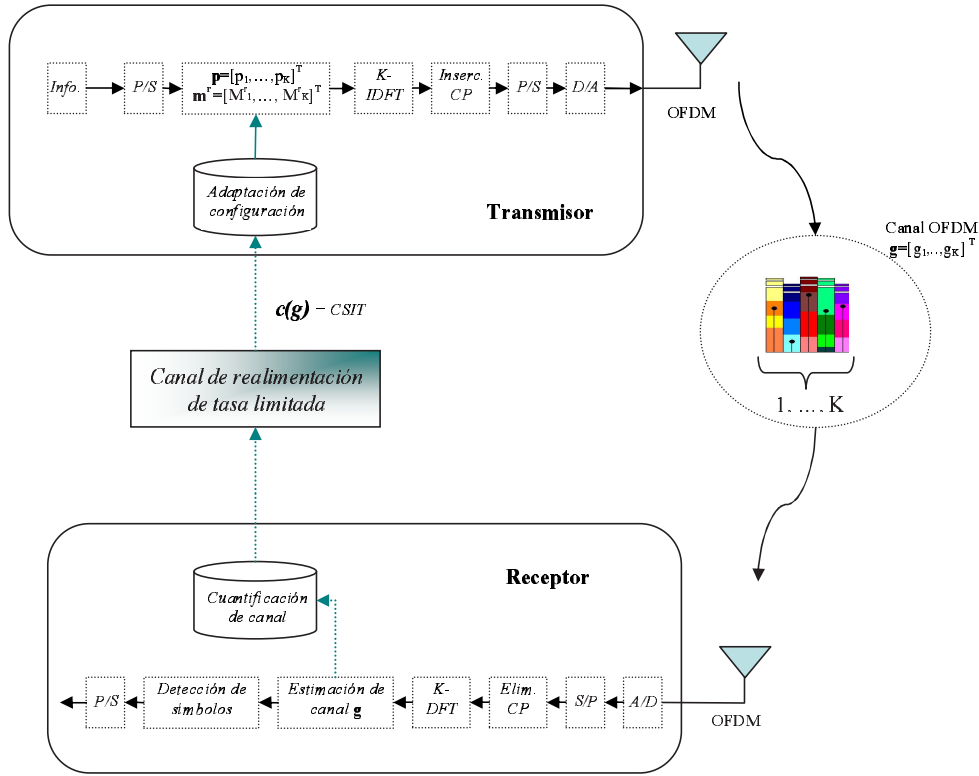 Info.
P/S
p=[p1,...,pK]T
mr=[Mr1,..., MrK]T
K-
IDFT
Inserc.
CP
P/S
D/A
OFDM
Adaptación de
configuración
Transmisor
Canal OFDM
g=[g1,..,gK]T
c(g) – CSIT
Canal de realimentación
de tasa limitada
1, ..., K
Receptor
Cuantificación
de canal
P/S
Detección de
símbolos
Estimación de
canal g
K-
DFT
Elim.
CP
S/P
A/D
OFDM